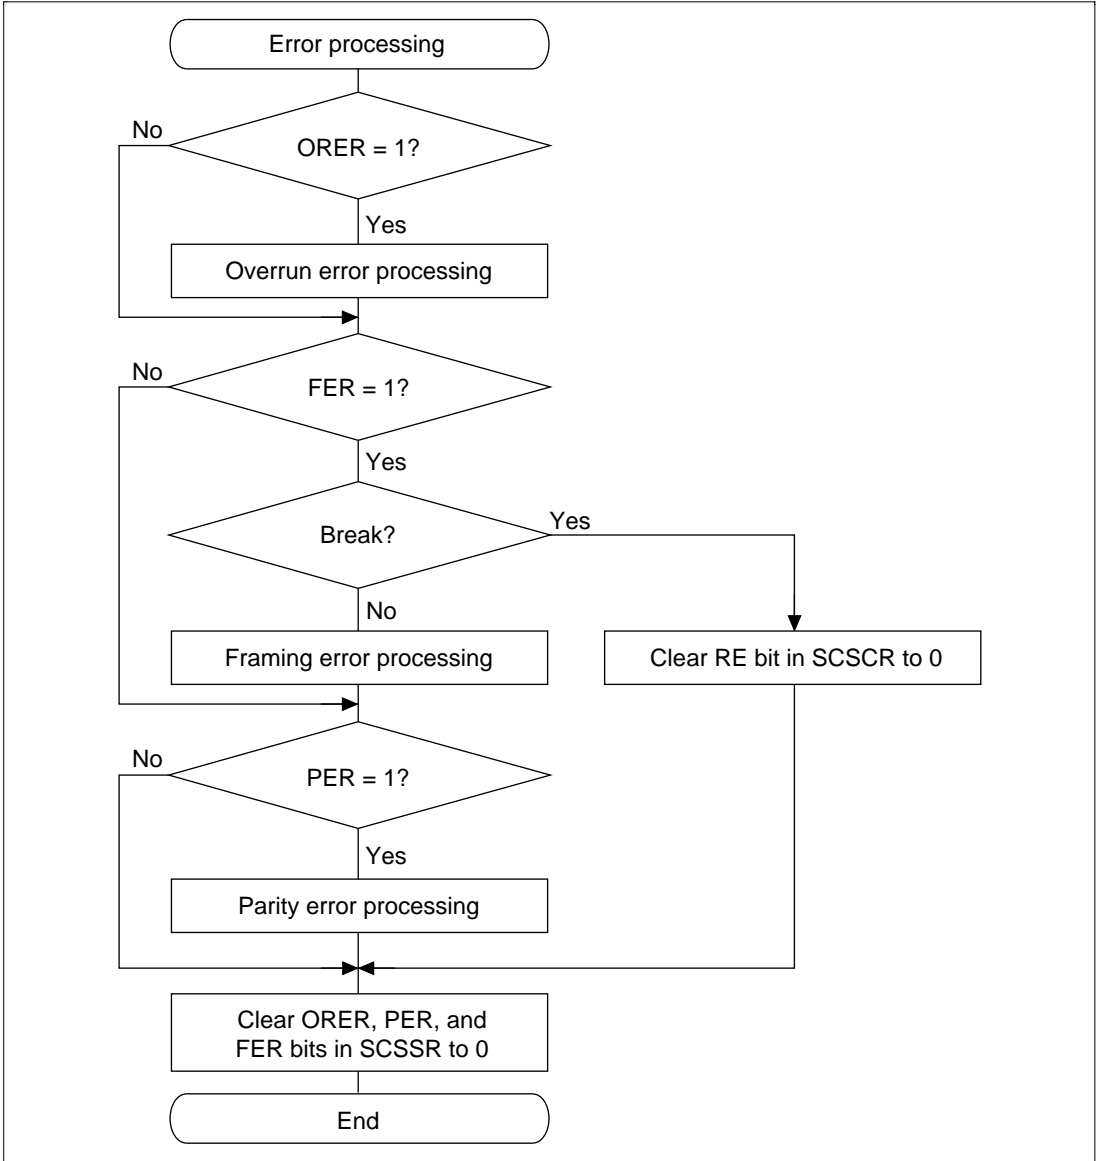 Error processing
No
ORER = 1?
Yes
Overrun error processing
No
FER = 1?
Yes
Break?
Yes
No
Framing error processing
Clear RE bit in SCSCR to 0
No
PER = 1?
Yes
Parity error processing
Clear ORER, PER, and
FER bits in SCSSR to 0
End